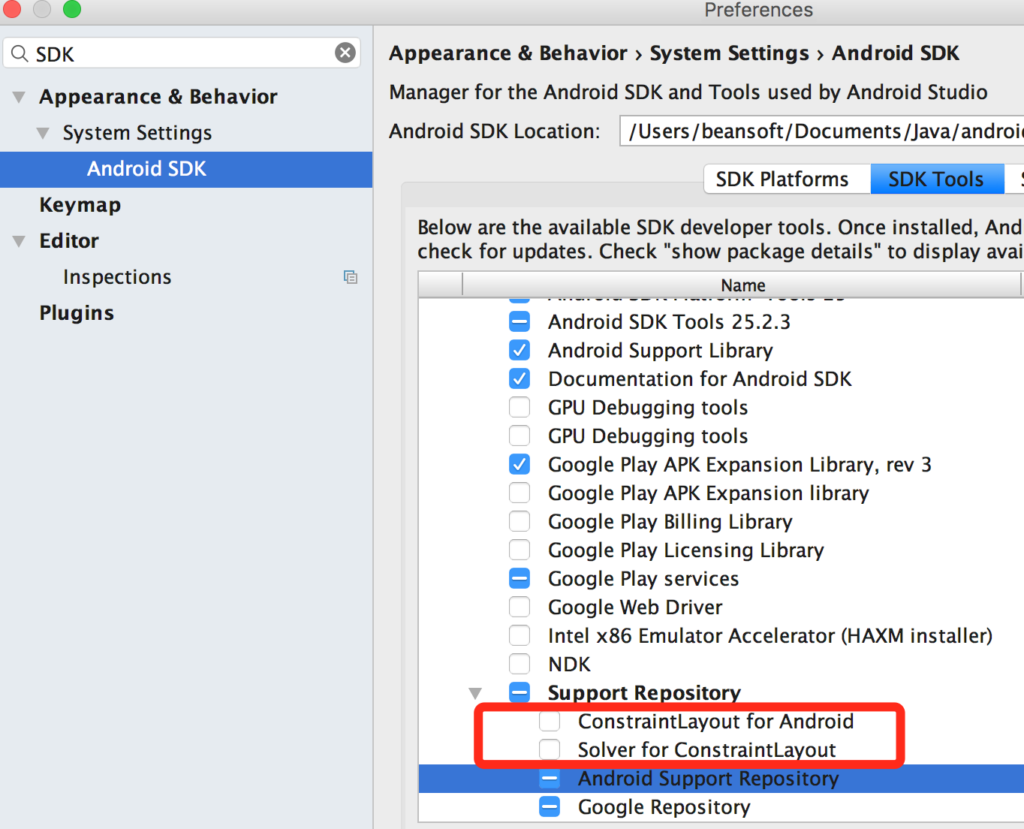 Preferences
SDK
Appearance & Behavior
System Settings
Android SDK
Keymap
Editor
Inspections
Plugins
Appearance & Behavior › System Settings › Android SDK
Manager for the Android SDK and Tools used by Android Studio
Android SDK Location: /Users/beansoft/Documents/Java/androi
SDK Platforms SDK Tools
Below are the available SDK developer tools. Once installed, And
check for updates. Check "show package details" to display avai
Name
Android SDK Platform-Tools 25
Android SDK Tools 25.2.3
Android Support Library
Documentation for Android SDK
GPU Debugging tools
GPU Debugging tools
Google Play APK Expansion Library, rev 3
Google Play APK Expansion library
Google Play Billing Library
Google Play Licensing Library
Google Play services
Google Web Driver
Intel x86 Emulator Accelerator (HAXM installer)
NDK
Support Repository
ConstraintLayout for Android
Solver for ConstraintLayout
Android Support Repository
Google Repository